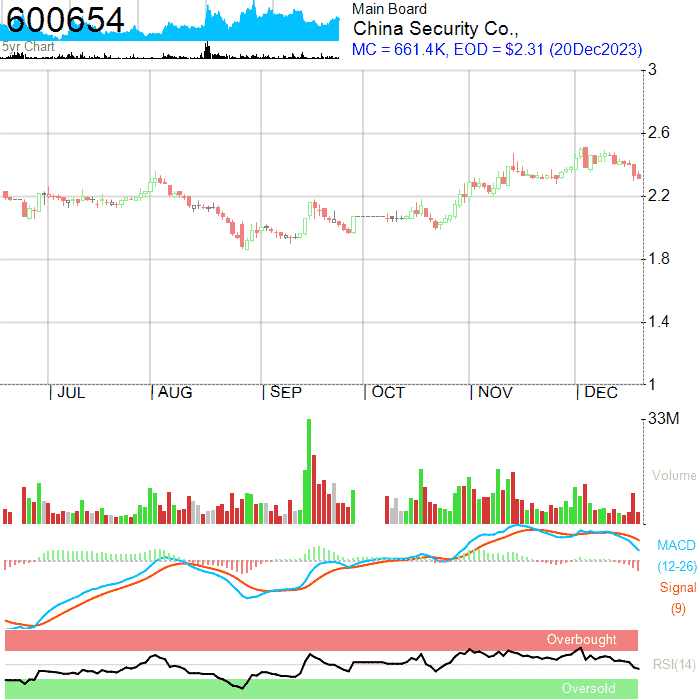 600654
5yr Chart
Main Board
China Security Co.,
MC = 661.4K, EOD = $2.31 (20Dec2023)
3
2.6
2.2
1.8
1.4
1
JUL AUG SEP OCT NOV DEC
33M
Volume
MACD
(12-26)
Signal
(9)
Overbought
RSI(14)
Oversold